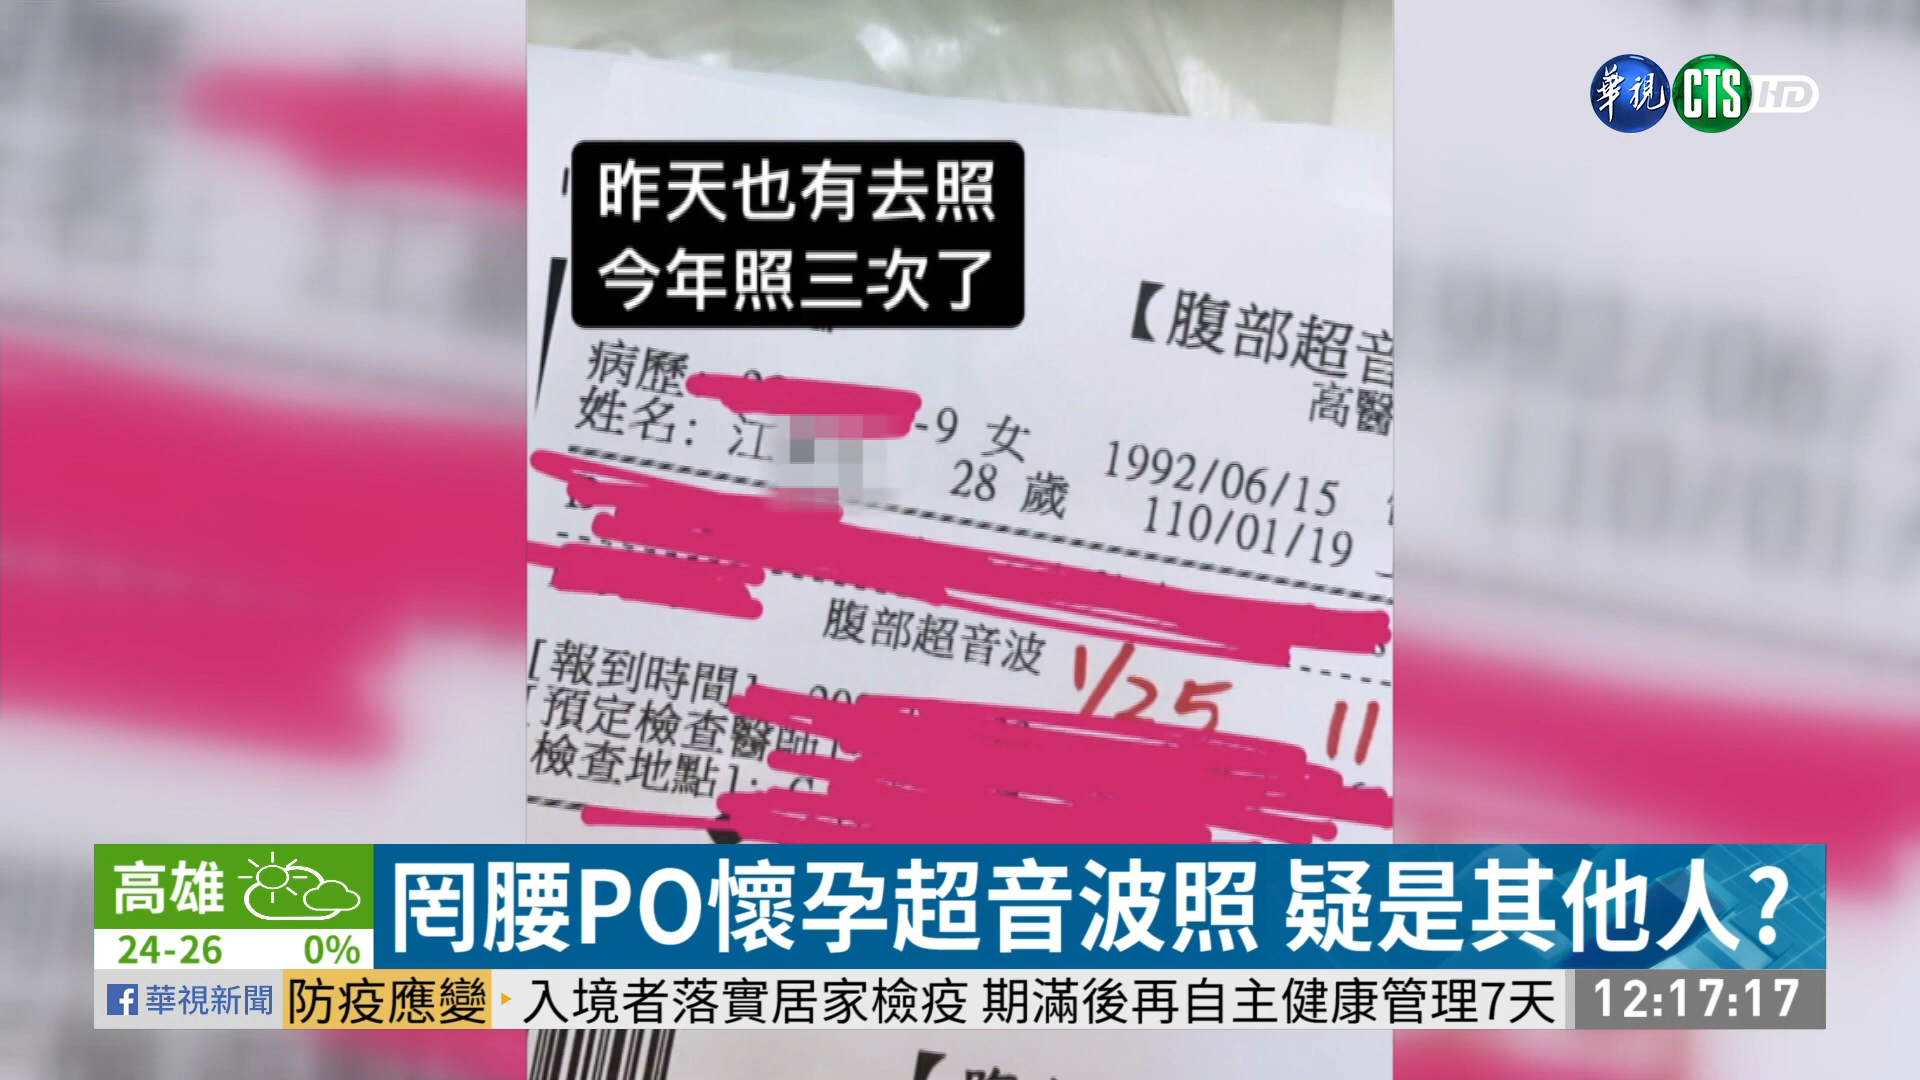 華視 CTS HD
昨天也有去照
今年照三次了
【腹部超音
高醫
病歷: -9 女 1992/06/15
姓名: 江 28 歲 110/01/19
腹部超音波 1/25 11
[報到時間]
[預定檢查醫師]
檢查地點]:
高雄
24-26 0%
罔腰PO懷孕超音波照 疑是其他人?
f 華視新聞 防疫應變 入境者落實居家檢疫 期滿後再自主健康管理7天 12:17:17